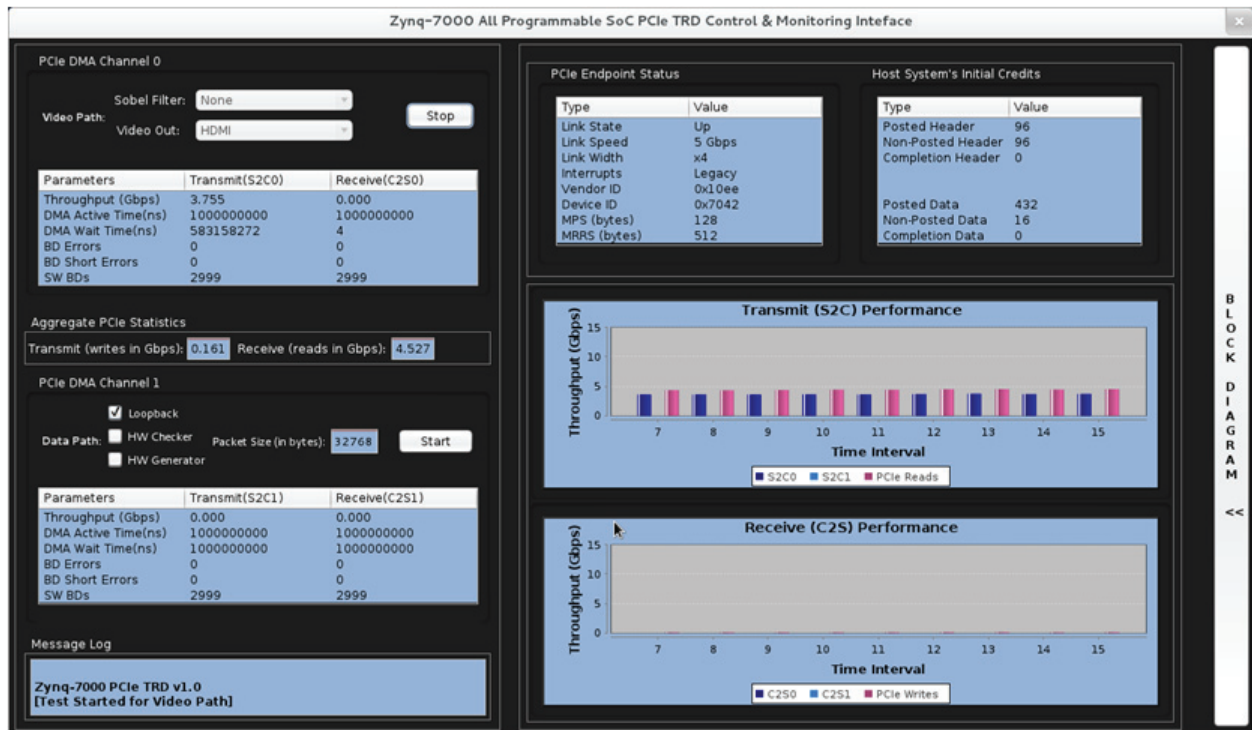 Zynq-7000 All Programmable SoC PCIe TRD Control & Monitoring Inteface
PCIe DMA Channel 0
Sobel Filter: None
Video Path:
Video Out: HDMI
Stop
Parameters Transmit(S2C0) Receive(C2S0)
Throughput (Gbps) 3.755 0.000
DMA Active Time(ns) 1000000000 1000000000
DMA Wait Time(ns) 583158272 4
BD Errors 0 0
BD Short Errors 0 0
SW BDs 2999 2999
Aggregate PCIe Statistics
Transmit (writes in Gbps): 0.161 Receive (reads in Gbps): 4.527
PCIe DMA Channel 1
Loopback
Data Path: HW Checker Packet Size (in bytes): 32768 Start
HW Generator
Parameters Transmit(S2C1) Receive(C2S1)
Throughput (Gbps) 0.000 0.000
DMA Active Time(ns) 1000000000 1000000000
DMA Wait Time(ns) 1000000000 1000000000
BD Errors 0 0
BD Short Errors 0 0
SW BDs 2999 2999
Message Log
Zynq-7000 PCIe TRD v1.0
[Test Started for Video Path]
PCIe Endpoint Status
Type Value
Link State Up
Link Speed 5 Gbps
Link Width x4
Interrupts Legacy
Vendor ID 0x10ee
Device ID 0x7042
MPS (bytes) 128
MRRS (bytes) 512
Host System's Initial Credits
Type Value
Posted Header 96
Non-Posted Header 96
Completion Header 0
Posted Data 432
Non-Posted Data 16
Completion Data 0
Transmit (S2C) Performance
Throughput (Gbps)
15
10
5
0
7 8 9 10 11 12 13 14 15
Time Interval
S2C0 S2C1 PCIe Reads
Receive (C2S) Performance
Throughput (Gbps)
15
10
5
0
7 8 9 10 11 12 13 14 15
Time Interval
C2S0 C2S1 PCIe Writes
BLOCK DIAGRAM <<